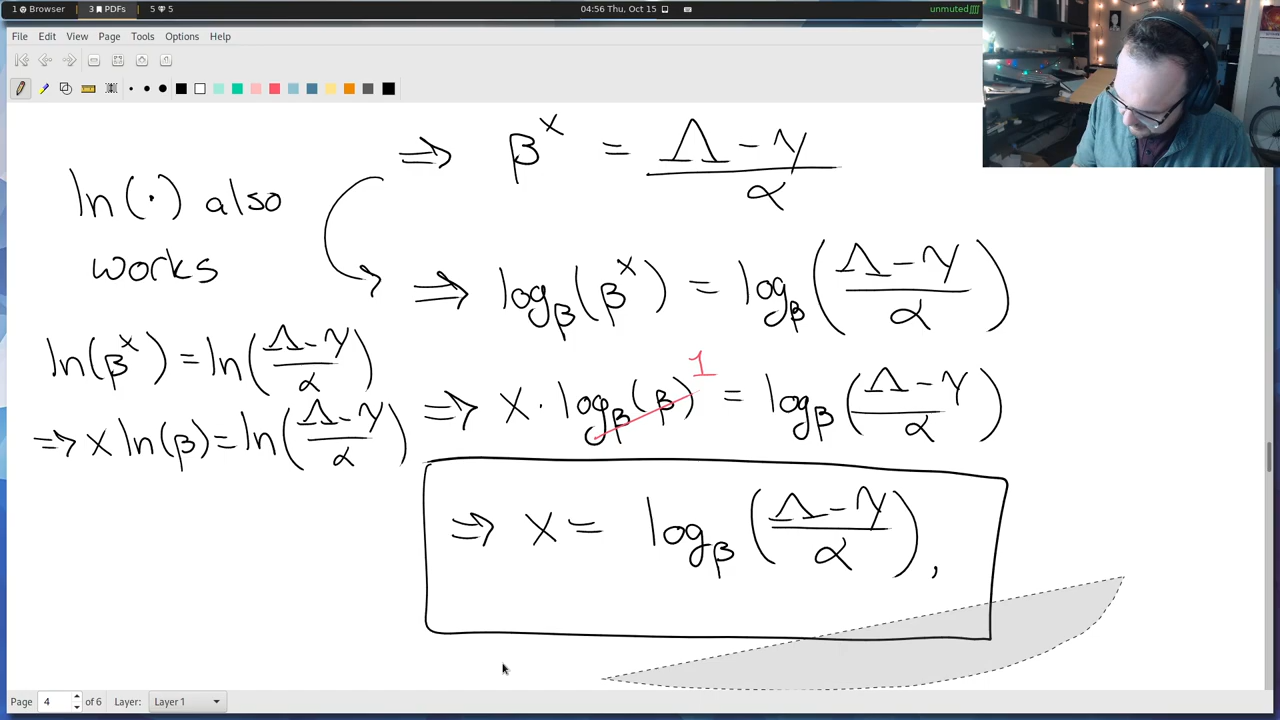 1 Browser 3 PDFs 5 5 04:56 Thu, Oct 15 unmuted
File Edit View Page Tools Options Help
⇒ β^x = (Λ-γ)/α
ln(·) also
works
⇒ log_β(β^x) = log_β((Λ-γ)/α)
ln(β^x) = ln((Λ-γ)/α)
1
⇒ x · log_β(β) = log_β((Λ-γ)/α)
⇒ x ln(β) = ln((Λ-γ)/α)
⇒ x = log_β((Λ-γ)/α),
Page 4 of 6 Layer: Layer 1